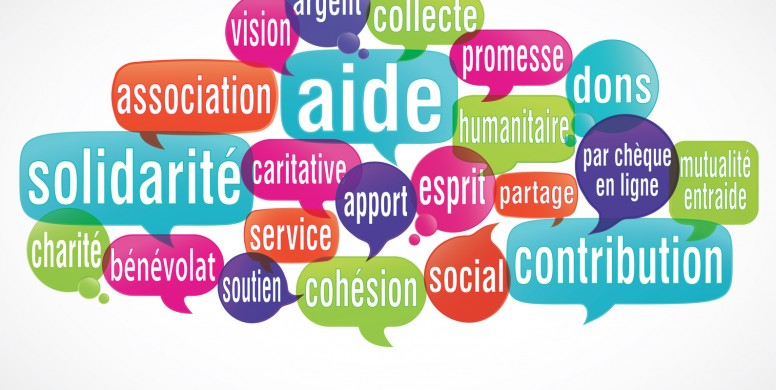 argent
vision
collecte
promesse
association
aide
dons
humanitaire
solidarité
caritative
apport
esprit
partage
par chèque
en ligne
mutualité
entraide
charité
bénévolat
service
soutien
cohésion
social
contribution